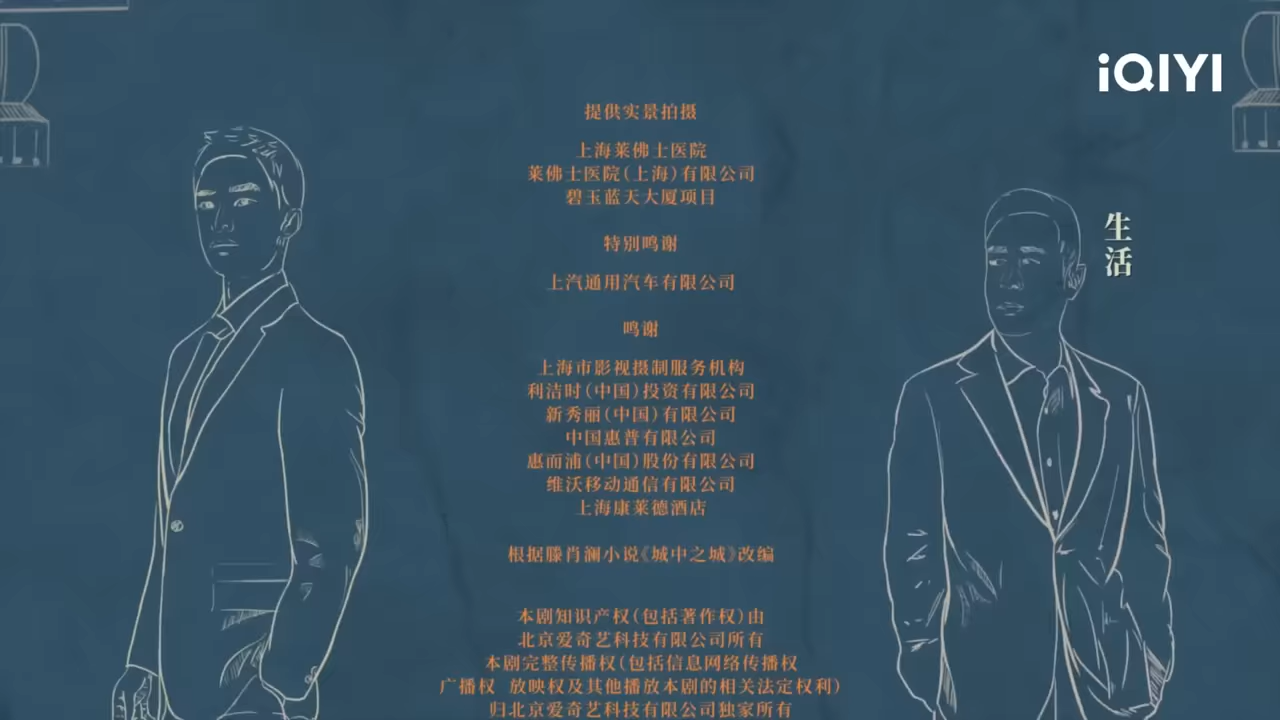 iQIYI
提供实景拍摄
上海莱佛士医院
莱佛士医院(上海)有限公司
碧玉蓝天大厦项目
特别鸣谢
上汽通用汽车有限公司
鸣谢
上海市影视摄制服务机构
利洁时(中国)投资有限公司
新秀丽(中国)有限公司
中国惠普有限公司
惠而浦(中国)股份有限公司
维沃移动通信有限公司
上海康莱德酒店
根据滕肖澜小说《城中之城》改编
本剧知识产权(包括著作权)由
北京爱奇艺科技有限公司所有
本剧完整传播权(包括信息网络传播权
广播权 放映权及其他播放本剧的相关法定权利)
归北京爱奇艺科技有限公司独家所有
生活